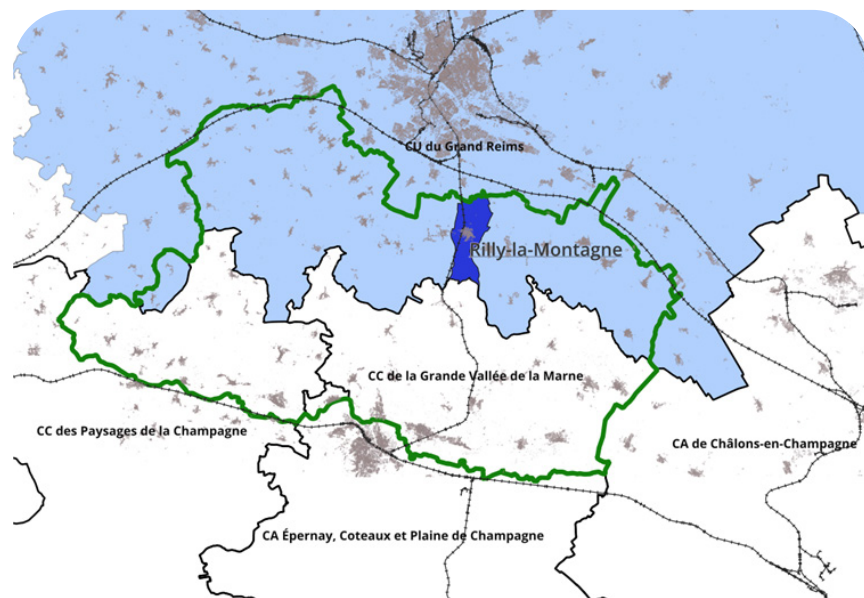 CU du Grand Reims
Rilly-la-Montagne
CC de la Grande Vallée de la Marne
CC des Paysages de la Champagne
CA de Châlons-en-Champagne
CA Épernay, Coteaux et Plaine de Champagne